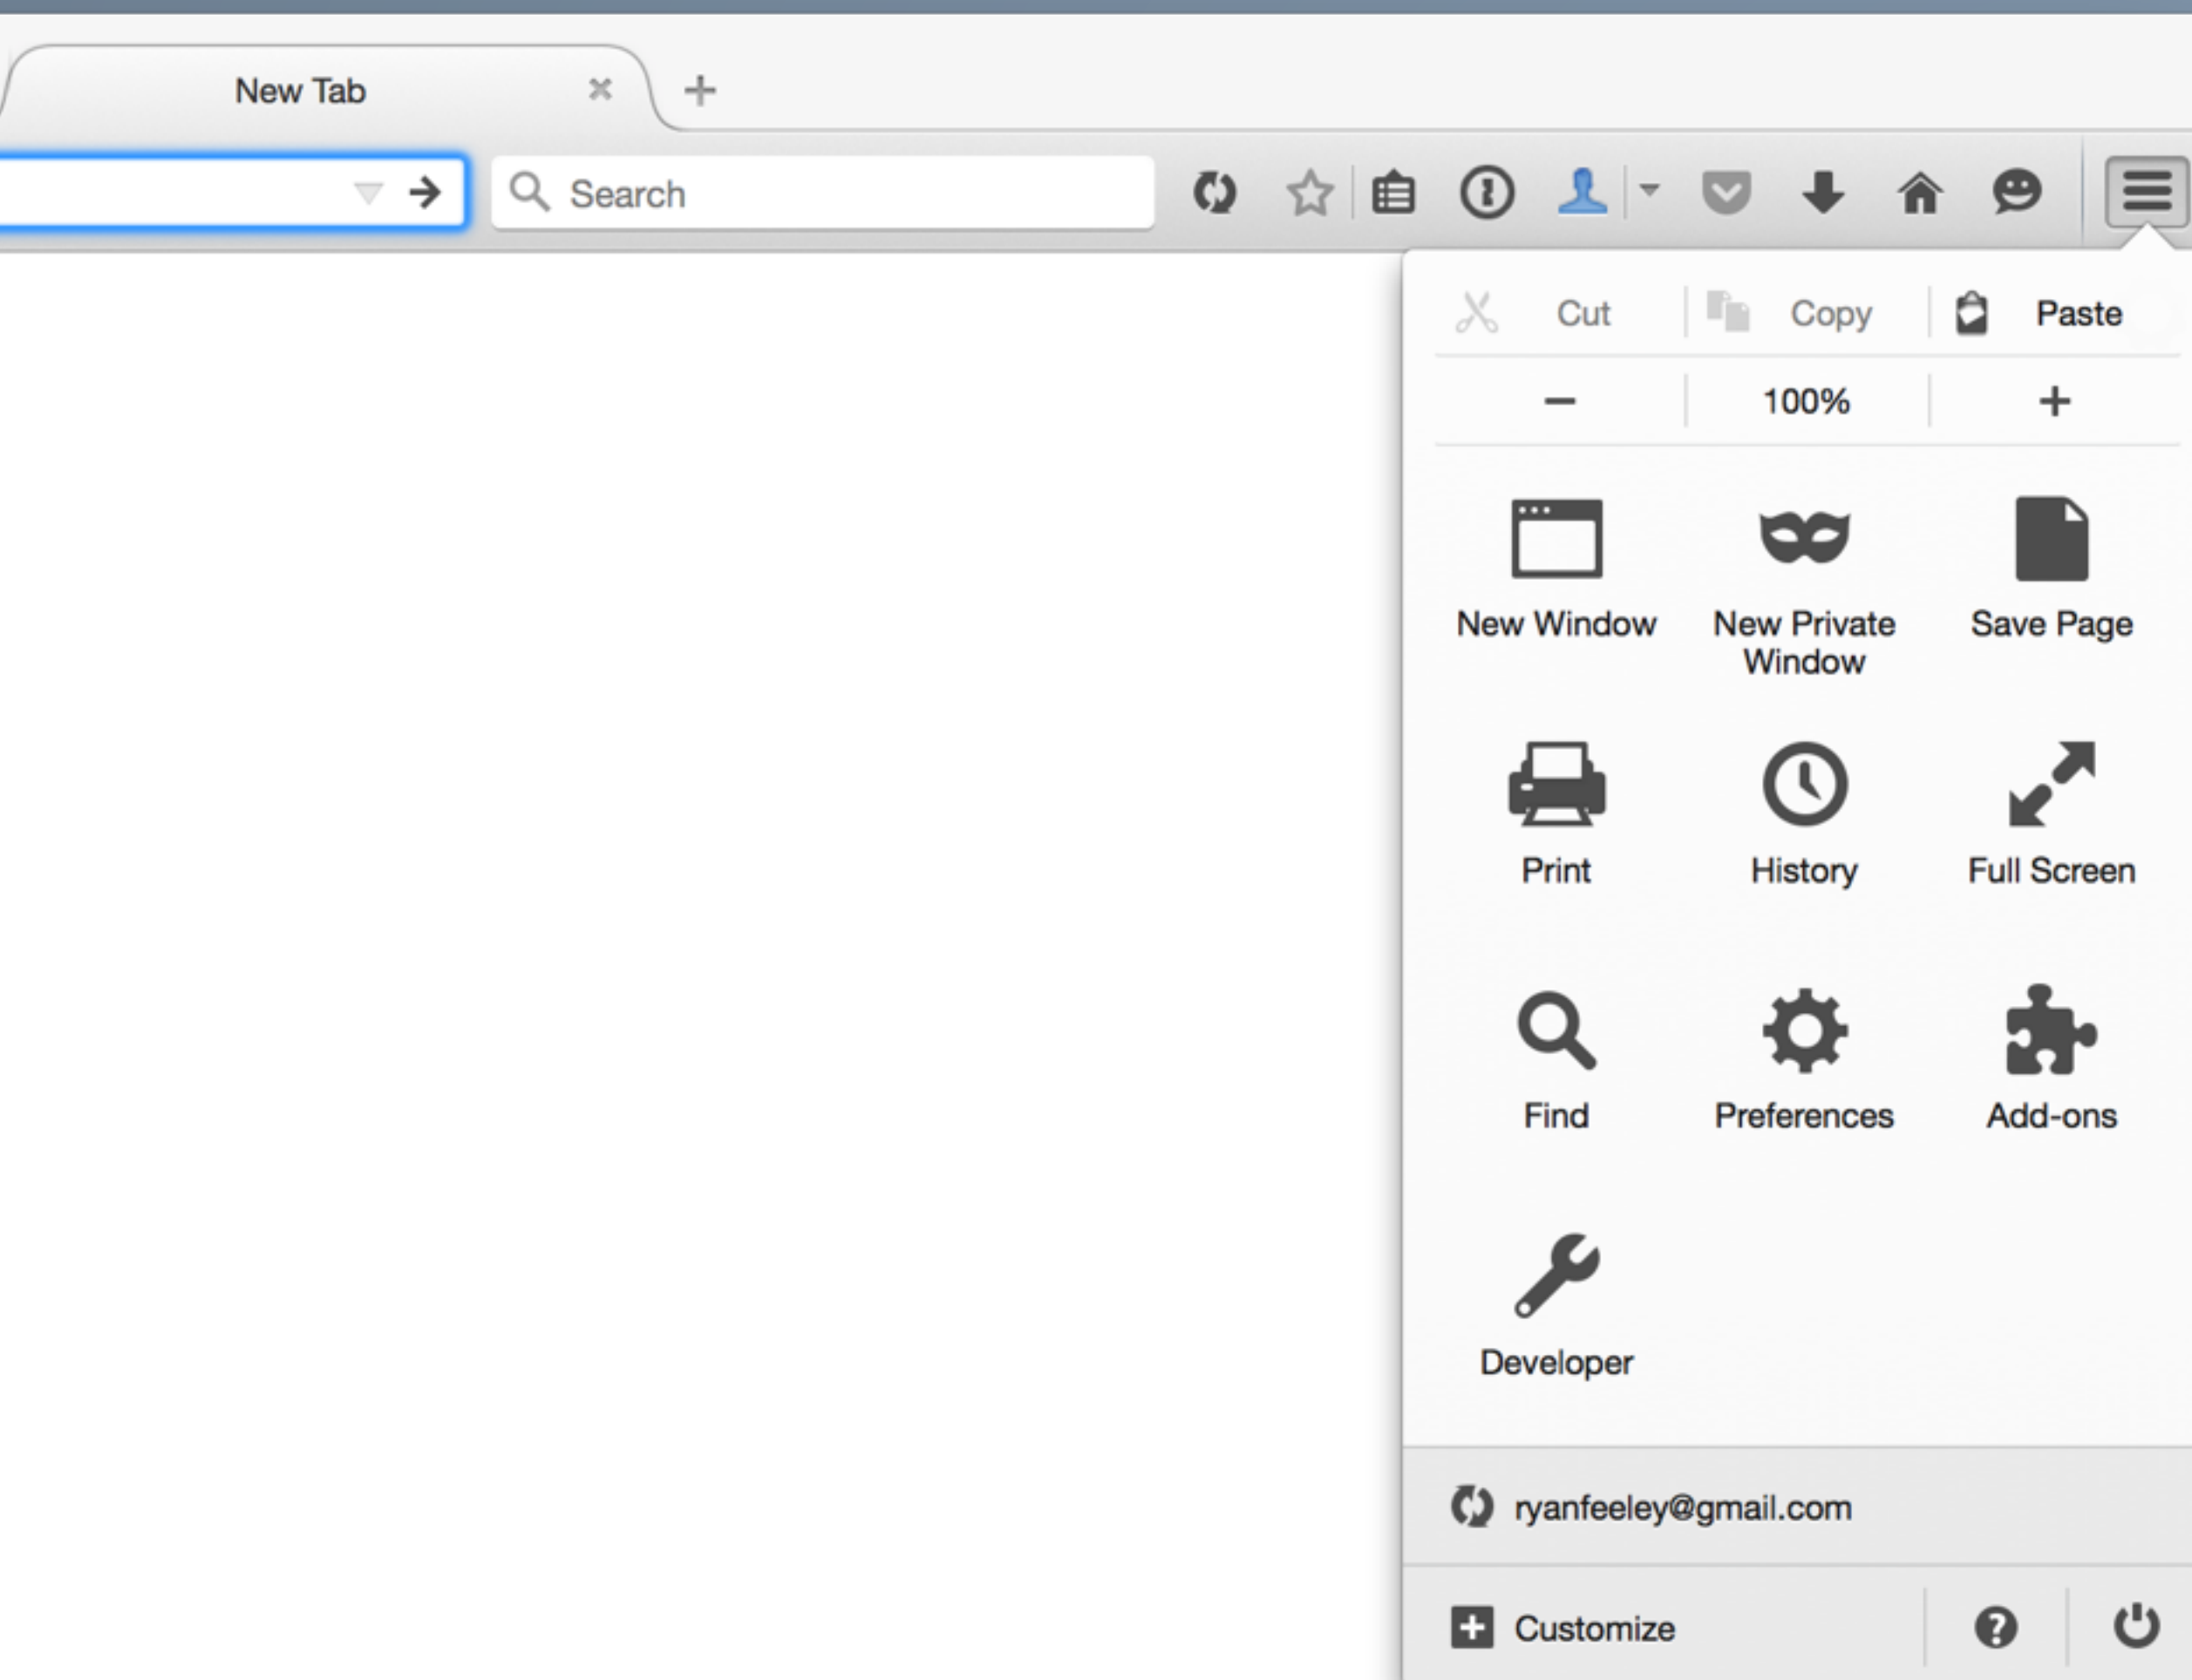 New Tab
Search
Cut Copy Paste
100%
New Window New Private Window Save Page
Print History Full Screen
Find Preferences Add-ons
Developer
ryanfeeley@gmail.com
Customize